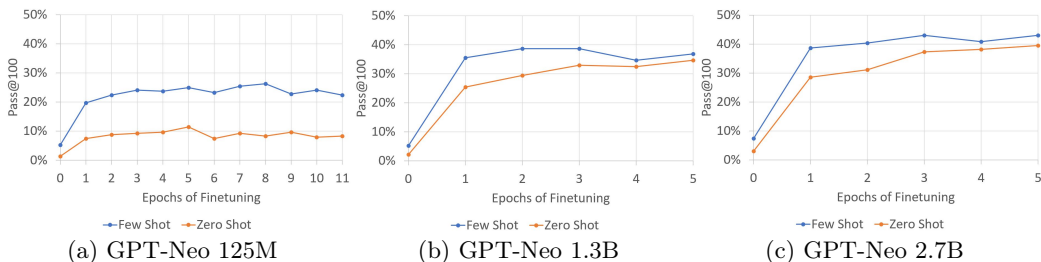 50%
40%
30%
20%
10%
0%
Pass@100
0 1 2 3 4 5 6 7 8 9 10 11
Epochs of Finetuning
Few Shot Zero Shot
(a) GPT-Neo 125M
50%
40%
30%
20%
10%
0%
Pass@100
0 1 2 3 4 5
Epochs of Finetuning
Few Shot Zero Shot
(b) GPT-Neo 1.3B
50%
40%
30%
20%
10%
0%
Pass@100
0 1 2 3 4 5
Epochs of Finetuning
Few Shot Zero Shot
(c) GPT-Neo 2.7B